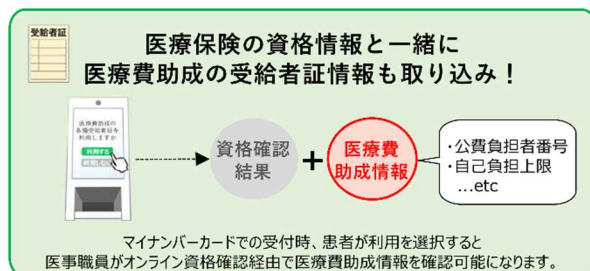 受給者証
医療保険の資格情報と一緒に
医療費助成の受給者証情報も取り込み！
医療費助成の
各種受給者証を
利用しますか
利用する
利用しない
資格確認
結果
+
医療費
助成情報
・公費負担者番号
・自己負担上限
…etc
マイナンバーカードでの受付時、患者が利用を選択すると
医事職員がオンライン資格確認経由で医療費助成情報を確認可能になります。